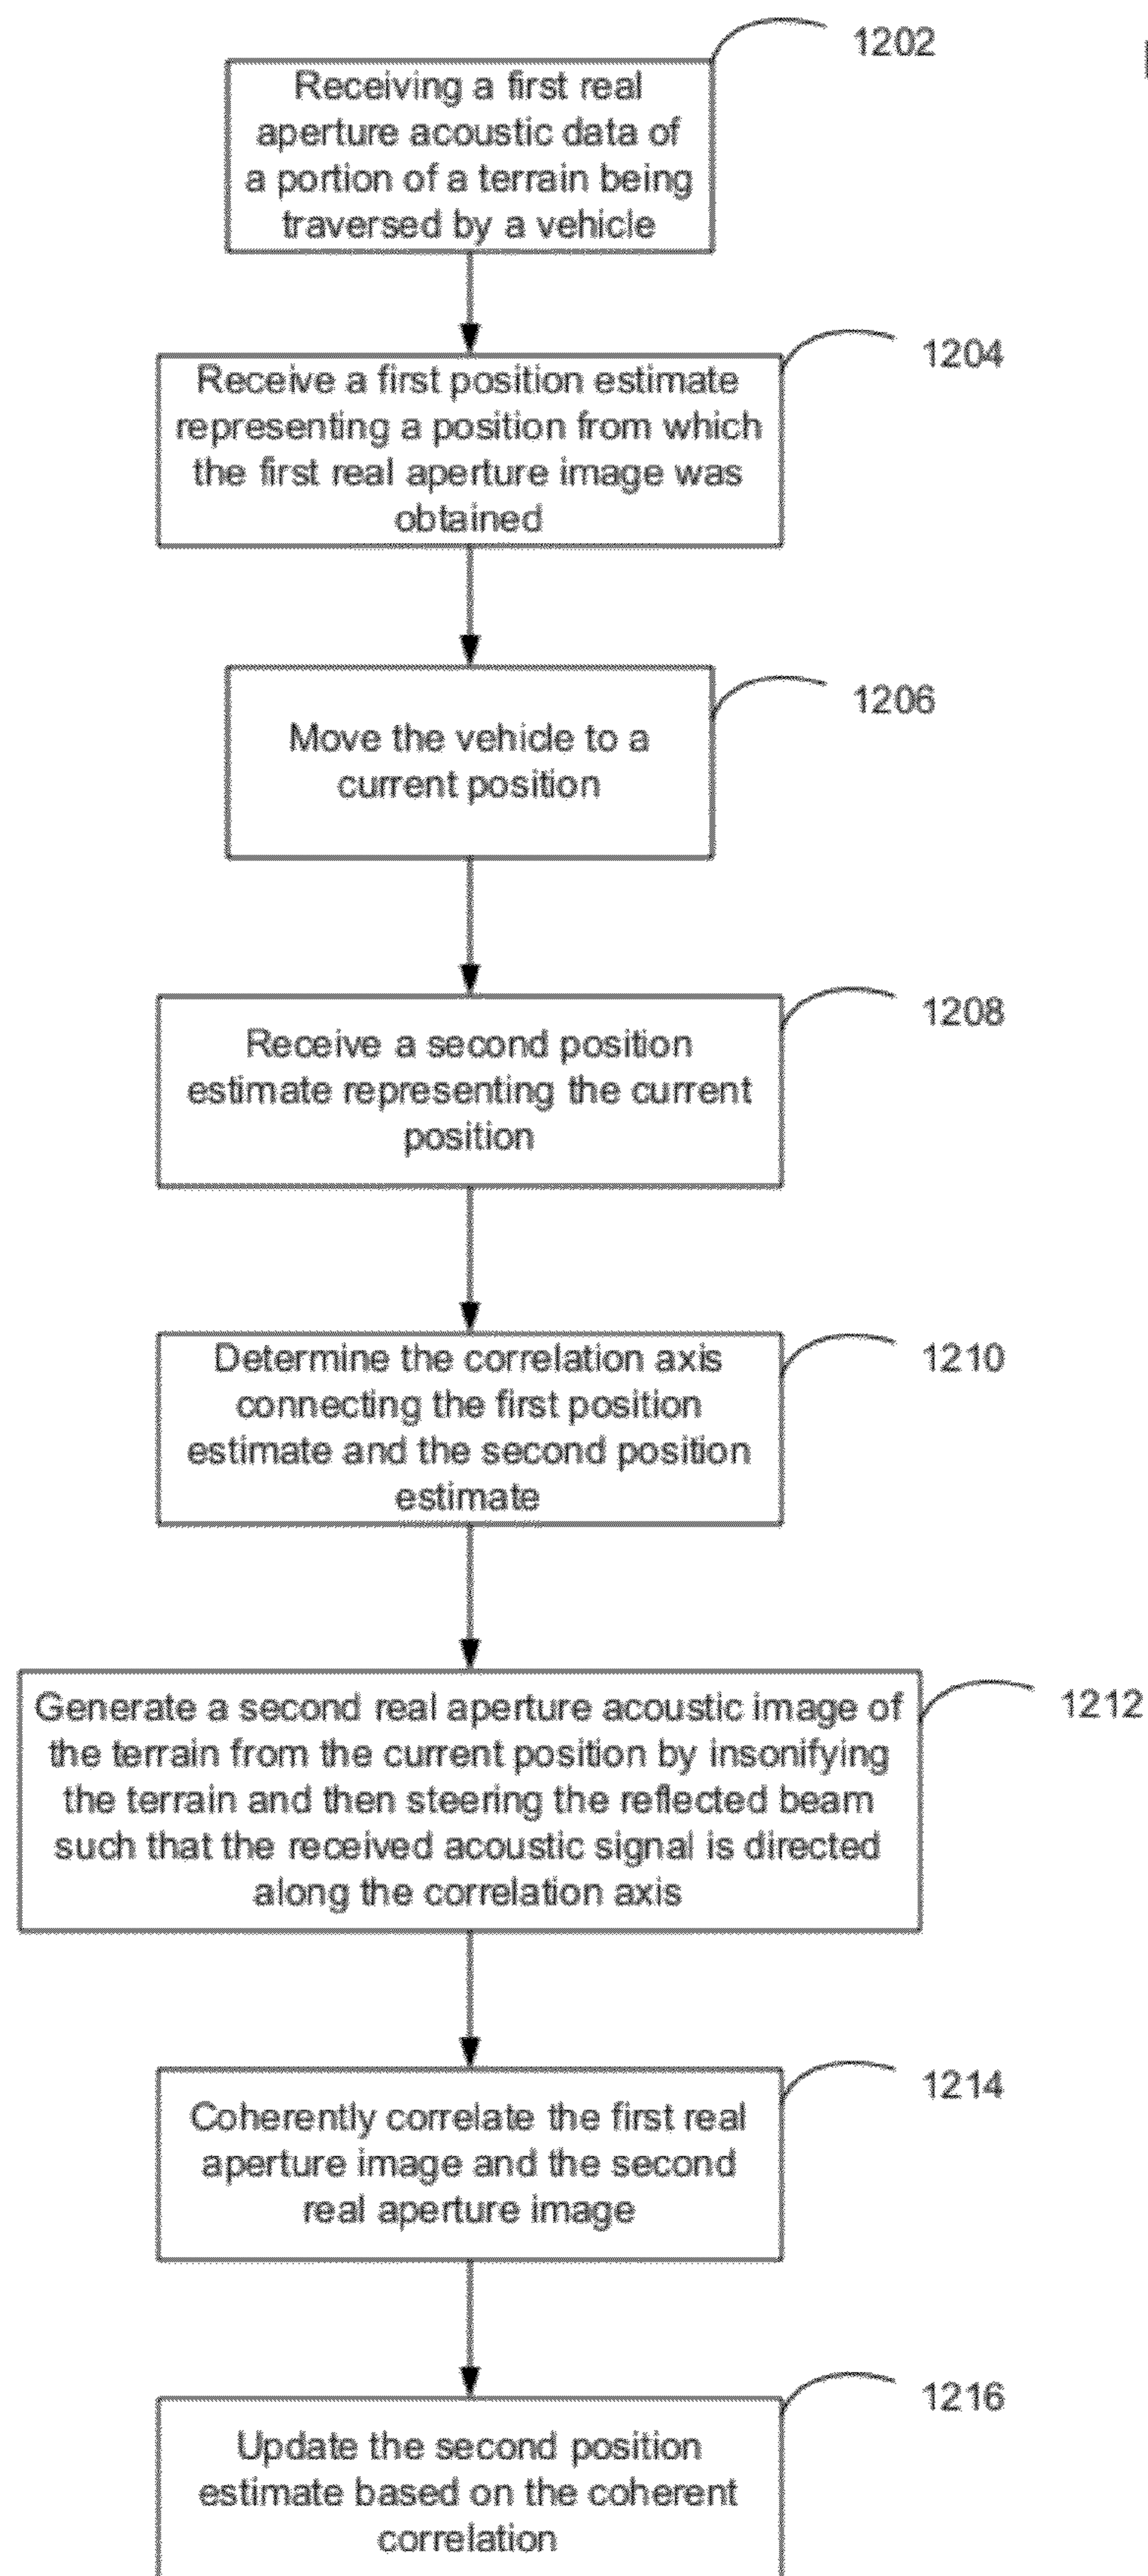 1202
Receiving a first real
aperture acoustic data of
a portion of a terrain being
traversed by a vehicle
1204
Receive a first position estimate
representing a position from which
the first real aperture image was
obtained
1206
Move the vehicle to a
current position
1208
Receive a second position
estimate representing the current
position
1210
Determine the correlation axis
connecting the first position
estimate and the second position
estimate
1212
Generate a second real aperture acoustic image of
the terrain from the current position by insonifying
the terrain and then steering the reflected beam
such that the received acoustic signal is directed
along the correlation axis
1214
Coherently correlate the first real
aperture image and the second
real aperture image
1216
Update the second position
estimate based on the coherent
correlation